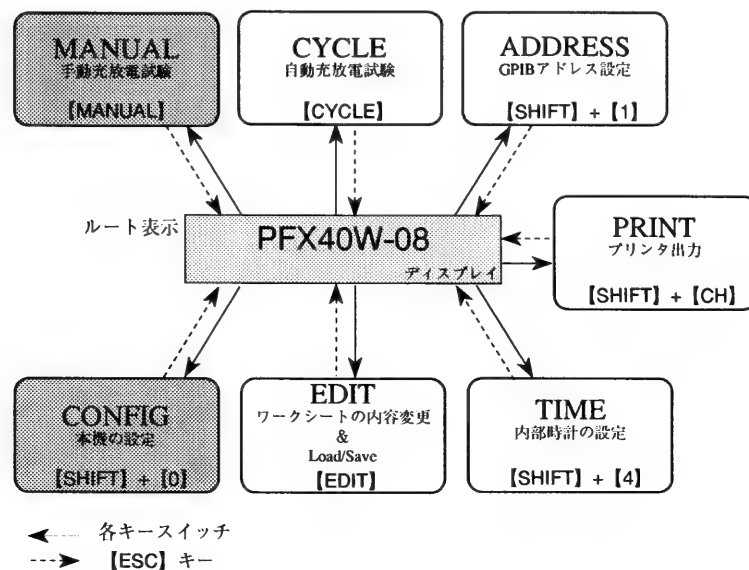 MANUAL
手動充放電試験
【MANUAL】
CYCLE
自動充放電試験
【CYCLE】
ADDRESS
GPIBアドレス設定
【SHIFT】+【1】
ルート表示
PFX40W-08
ディスプレイ
PRINT
プリンタ出力
【SHIFT】+【CH】
CONFIG
本機の設定
【SHIFT】+【0】
EDIT
ワークシートの内容変更
&
Load/Save
【EDIT】
TIME
内部時計の設定
【SHIFT】+【4】
各キースイッチ
【ESC】キー